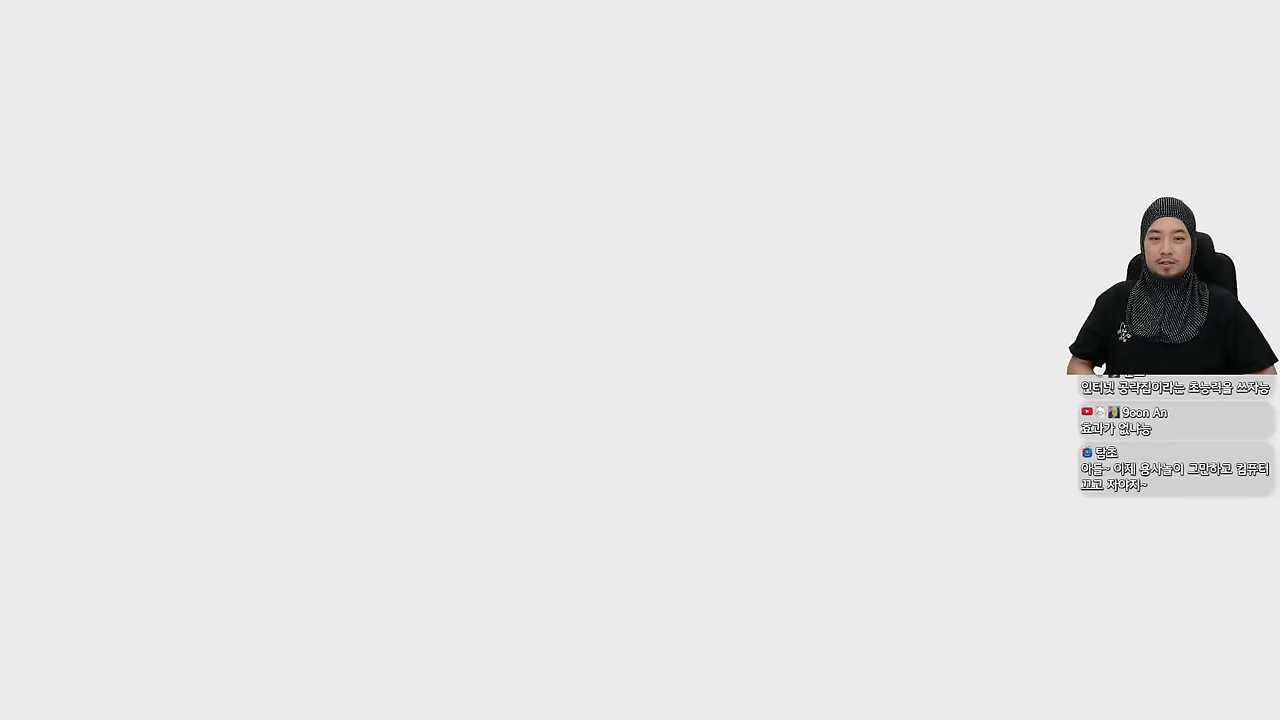 인터넷 공략집이라는 초능력을 쓰자능
9oon An
효과가 없냐능
탐초
아들~ 이제 용사놀이 그만하고 컴퓨터
끄고 자야지~